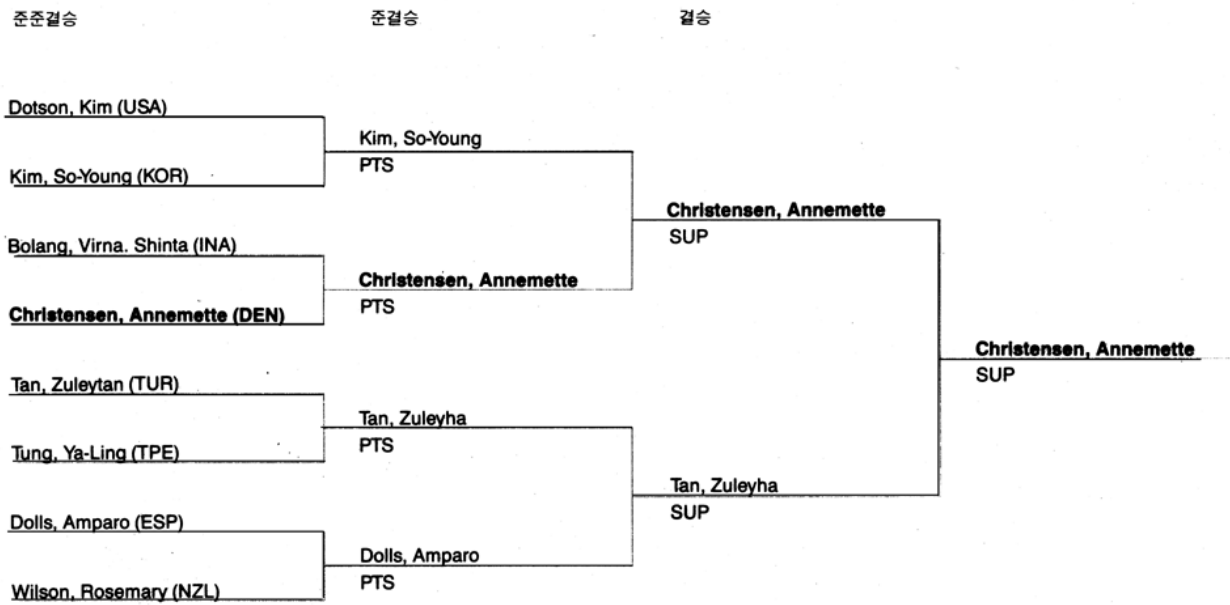 준준결승
준결승
결승
Dotson, Kim (USA)
Kim, So-Young (KOR)
Bolang, Virna. Shinta (INA)
Christensen, Annemette (DEN)
Tan, Zuleytan (TUR)
Tung, Ya-Ling (TPE)
Dolls, Amparo (ESP)
Wilson, Rosemary (NZL)
Kim, So-Young
PTS
Christensen, Annemette
PTS
Tan, Zuleyha
PTS
Dolls, Amparo
PTS
Christensen, Annemette
SUP
Tan, Zuleyha
SUP
Christensen, Annemette
SUP